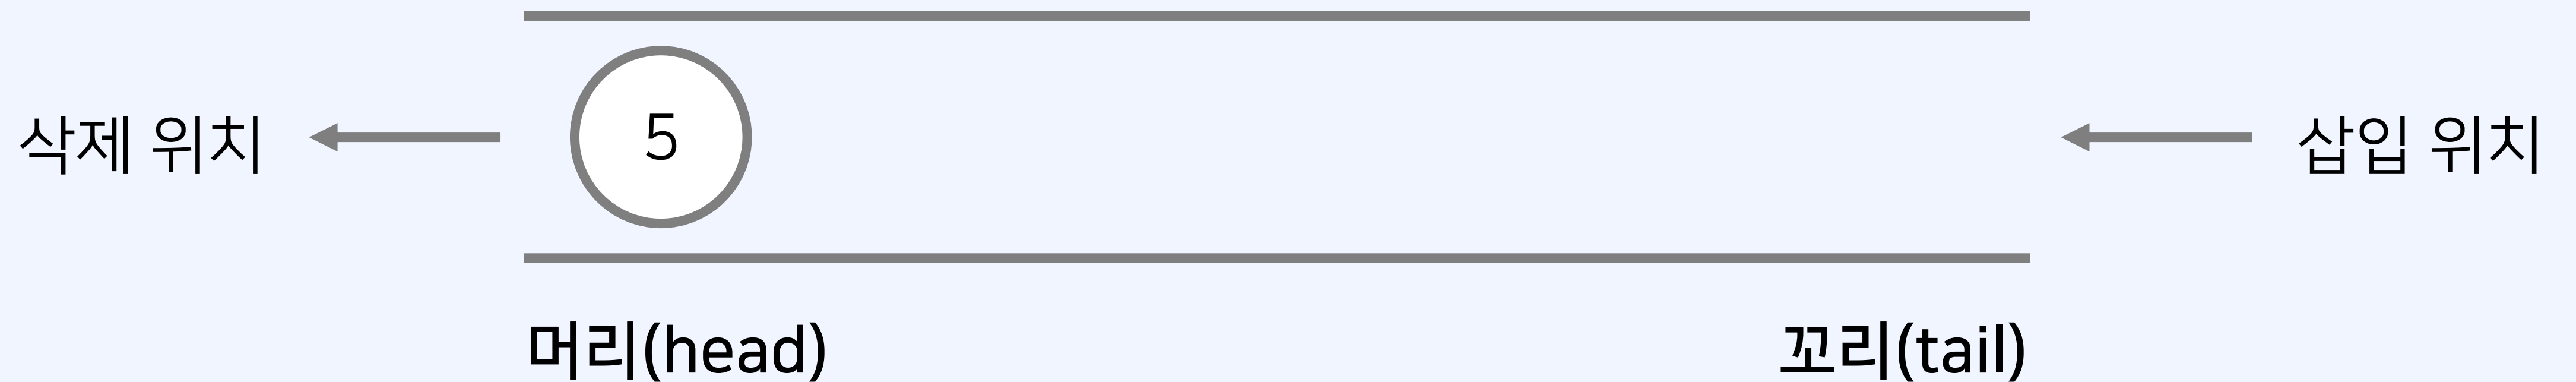 삭제 위치
5
삽입 위치
머리(head)
꼬리(tail)